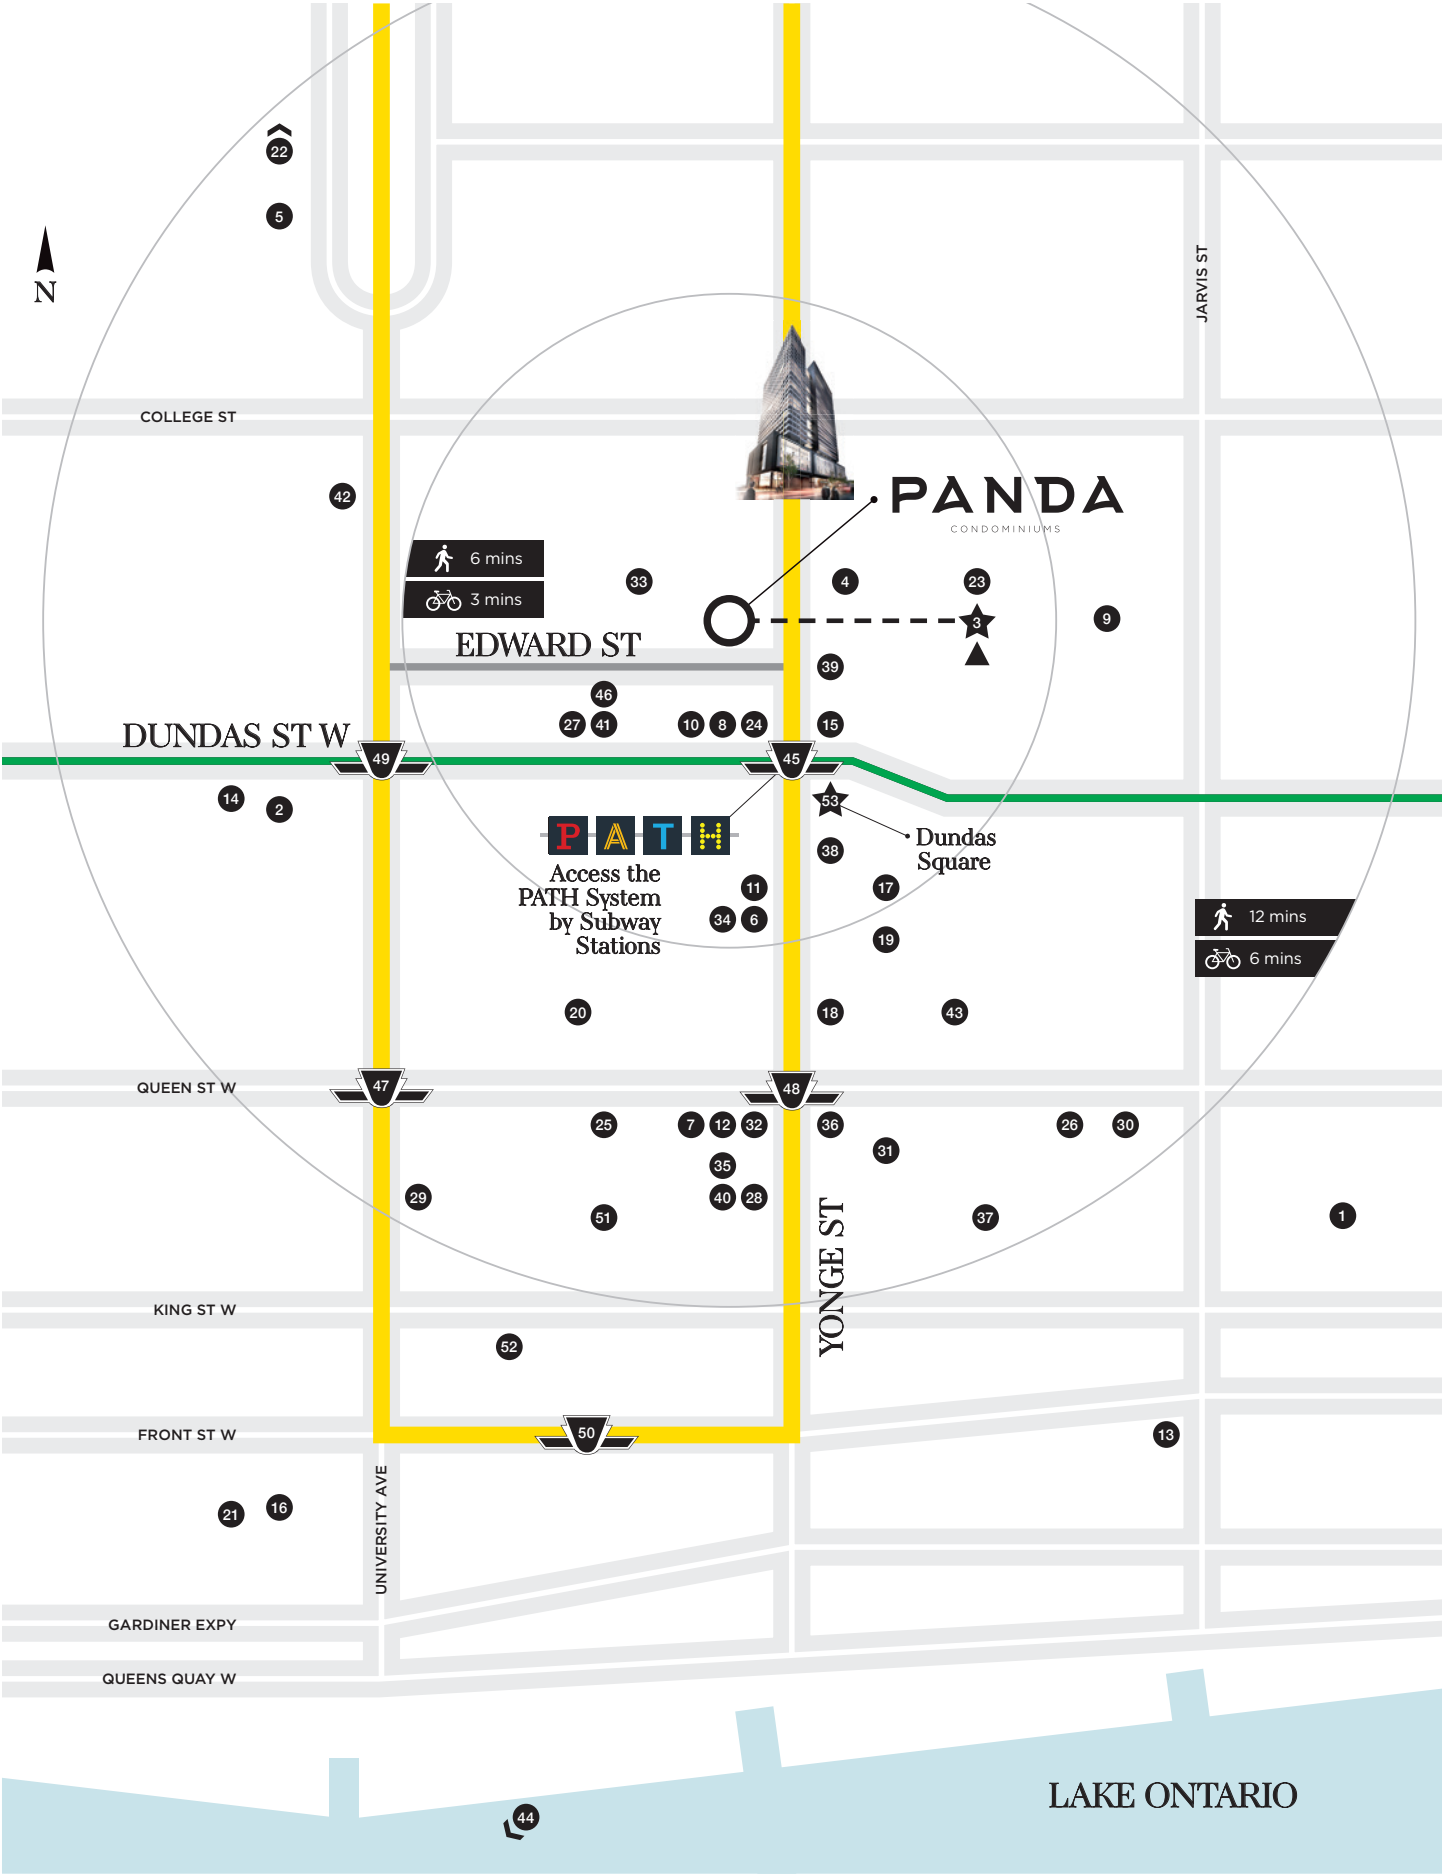 22
5
N
JARVIS ST
COLLEGE ST
42
PANDA
CONDOMINIUMS
6 mins
3 mins
33
4
23
3
9
EDWARD ST
39
46
27
41
10
8
24
15
DUNDAS ST W
49
45
14
2
53
Dundas
Square
PATH
Access the
PATH System
by Subway
Stations
38
11
17
34
6
19
12 mins
6 mins
20
18
43
QUEEN ST W
47
48
25
7
12
32
36
26
30
31
35
29
40
28
51
37
1
YONGE ST
KING ST W
52
FRONT ST W
50
13
21
16
UNIVERSITY AVE
GARDINER EXPY
QUEENS QUAY W
LAKE ONTARIO
44